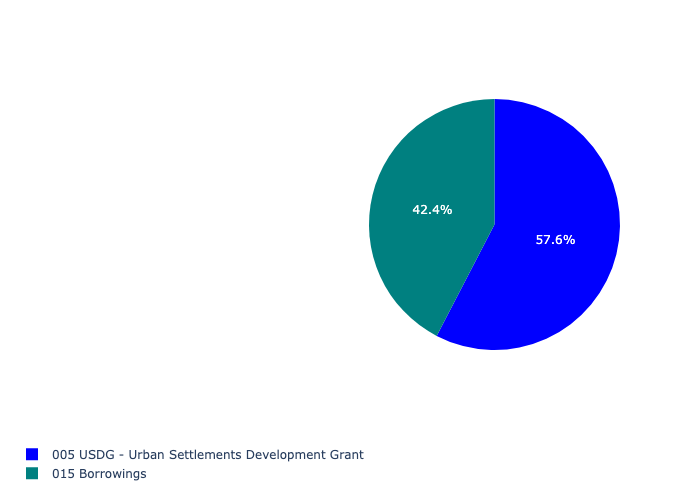 42.4%
57.6%
005 USDG - Urban Settlements Development Grant
015 Borrowings